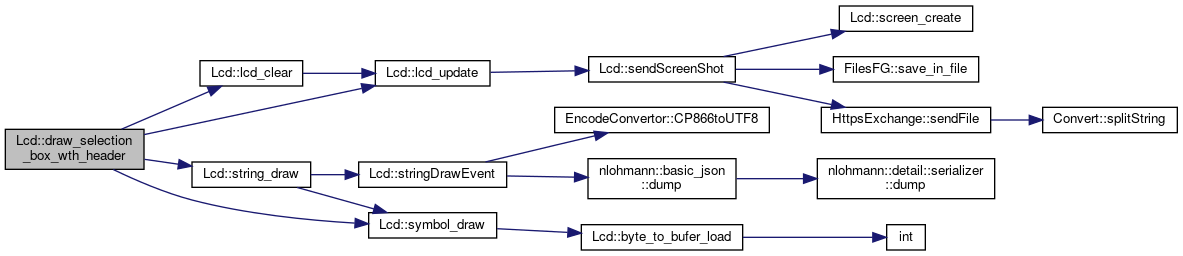 Lcd::draw_selection
_box_wth_header
Lcd::lcd_clear
Lcd::lcd_update
Lcd::string_draw
Lcd::stringDrawEvent
Lcd::symbol_draw
Lcd::sendScreenShot
EncodeConvertor::CP866toUTF8
nlohmann::basic_json
::dump
Lcd::byte_to_bufer_load
Lcd::screen_create
FilesFG::save_in_file
HttpsExchange::sendFile
Convert::splitString
nlohmann::detail::serializer
::dump
int